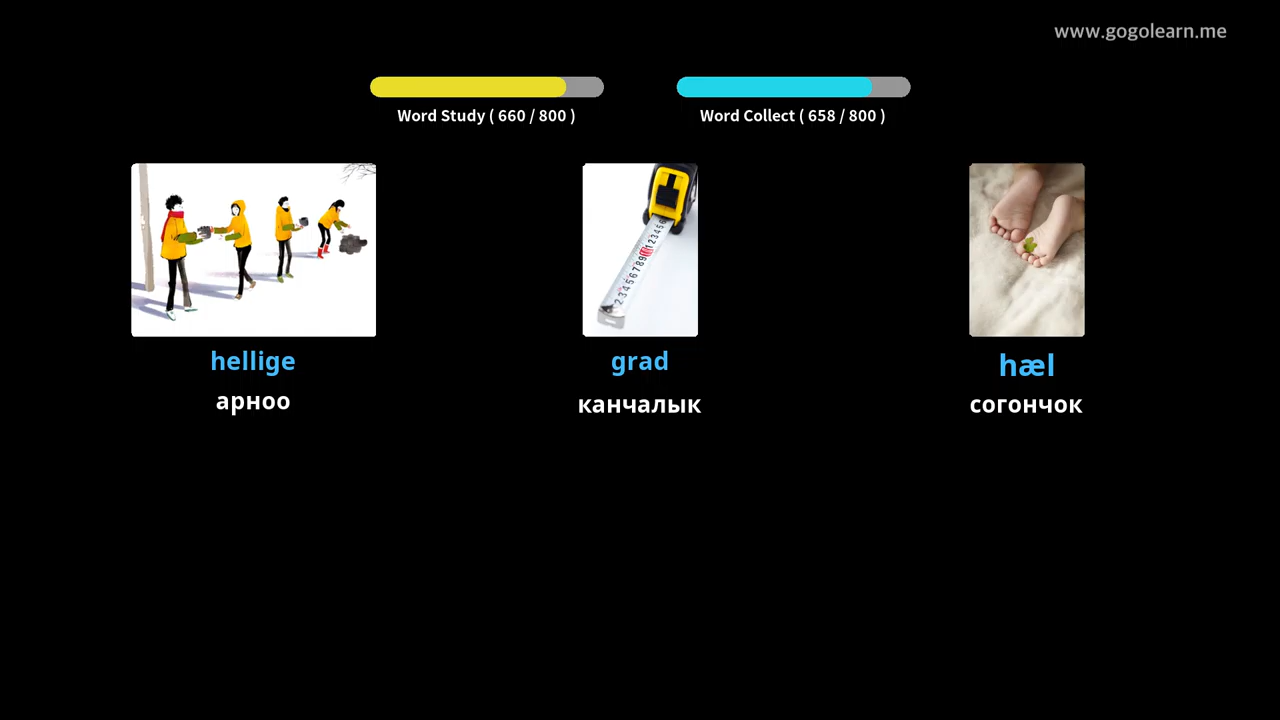 www.gogolearn.me
Word Study ( 660 / 800 )
Word Collect ( 658 / 800 )
hellige
арноо
grad
канчалык
hæl
согончок